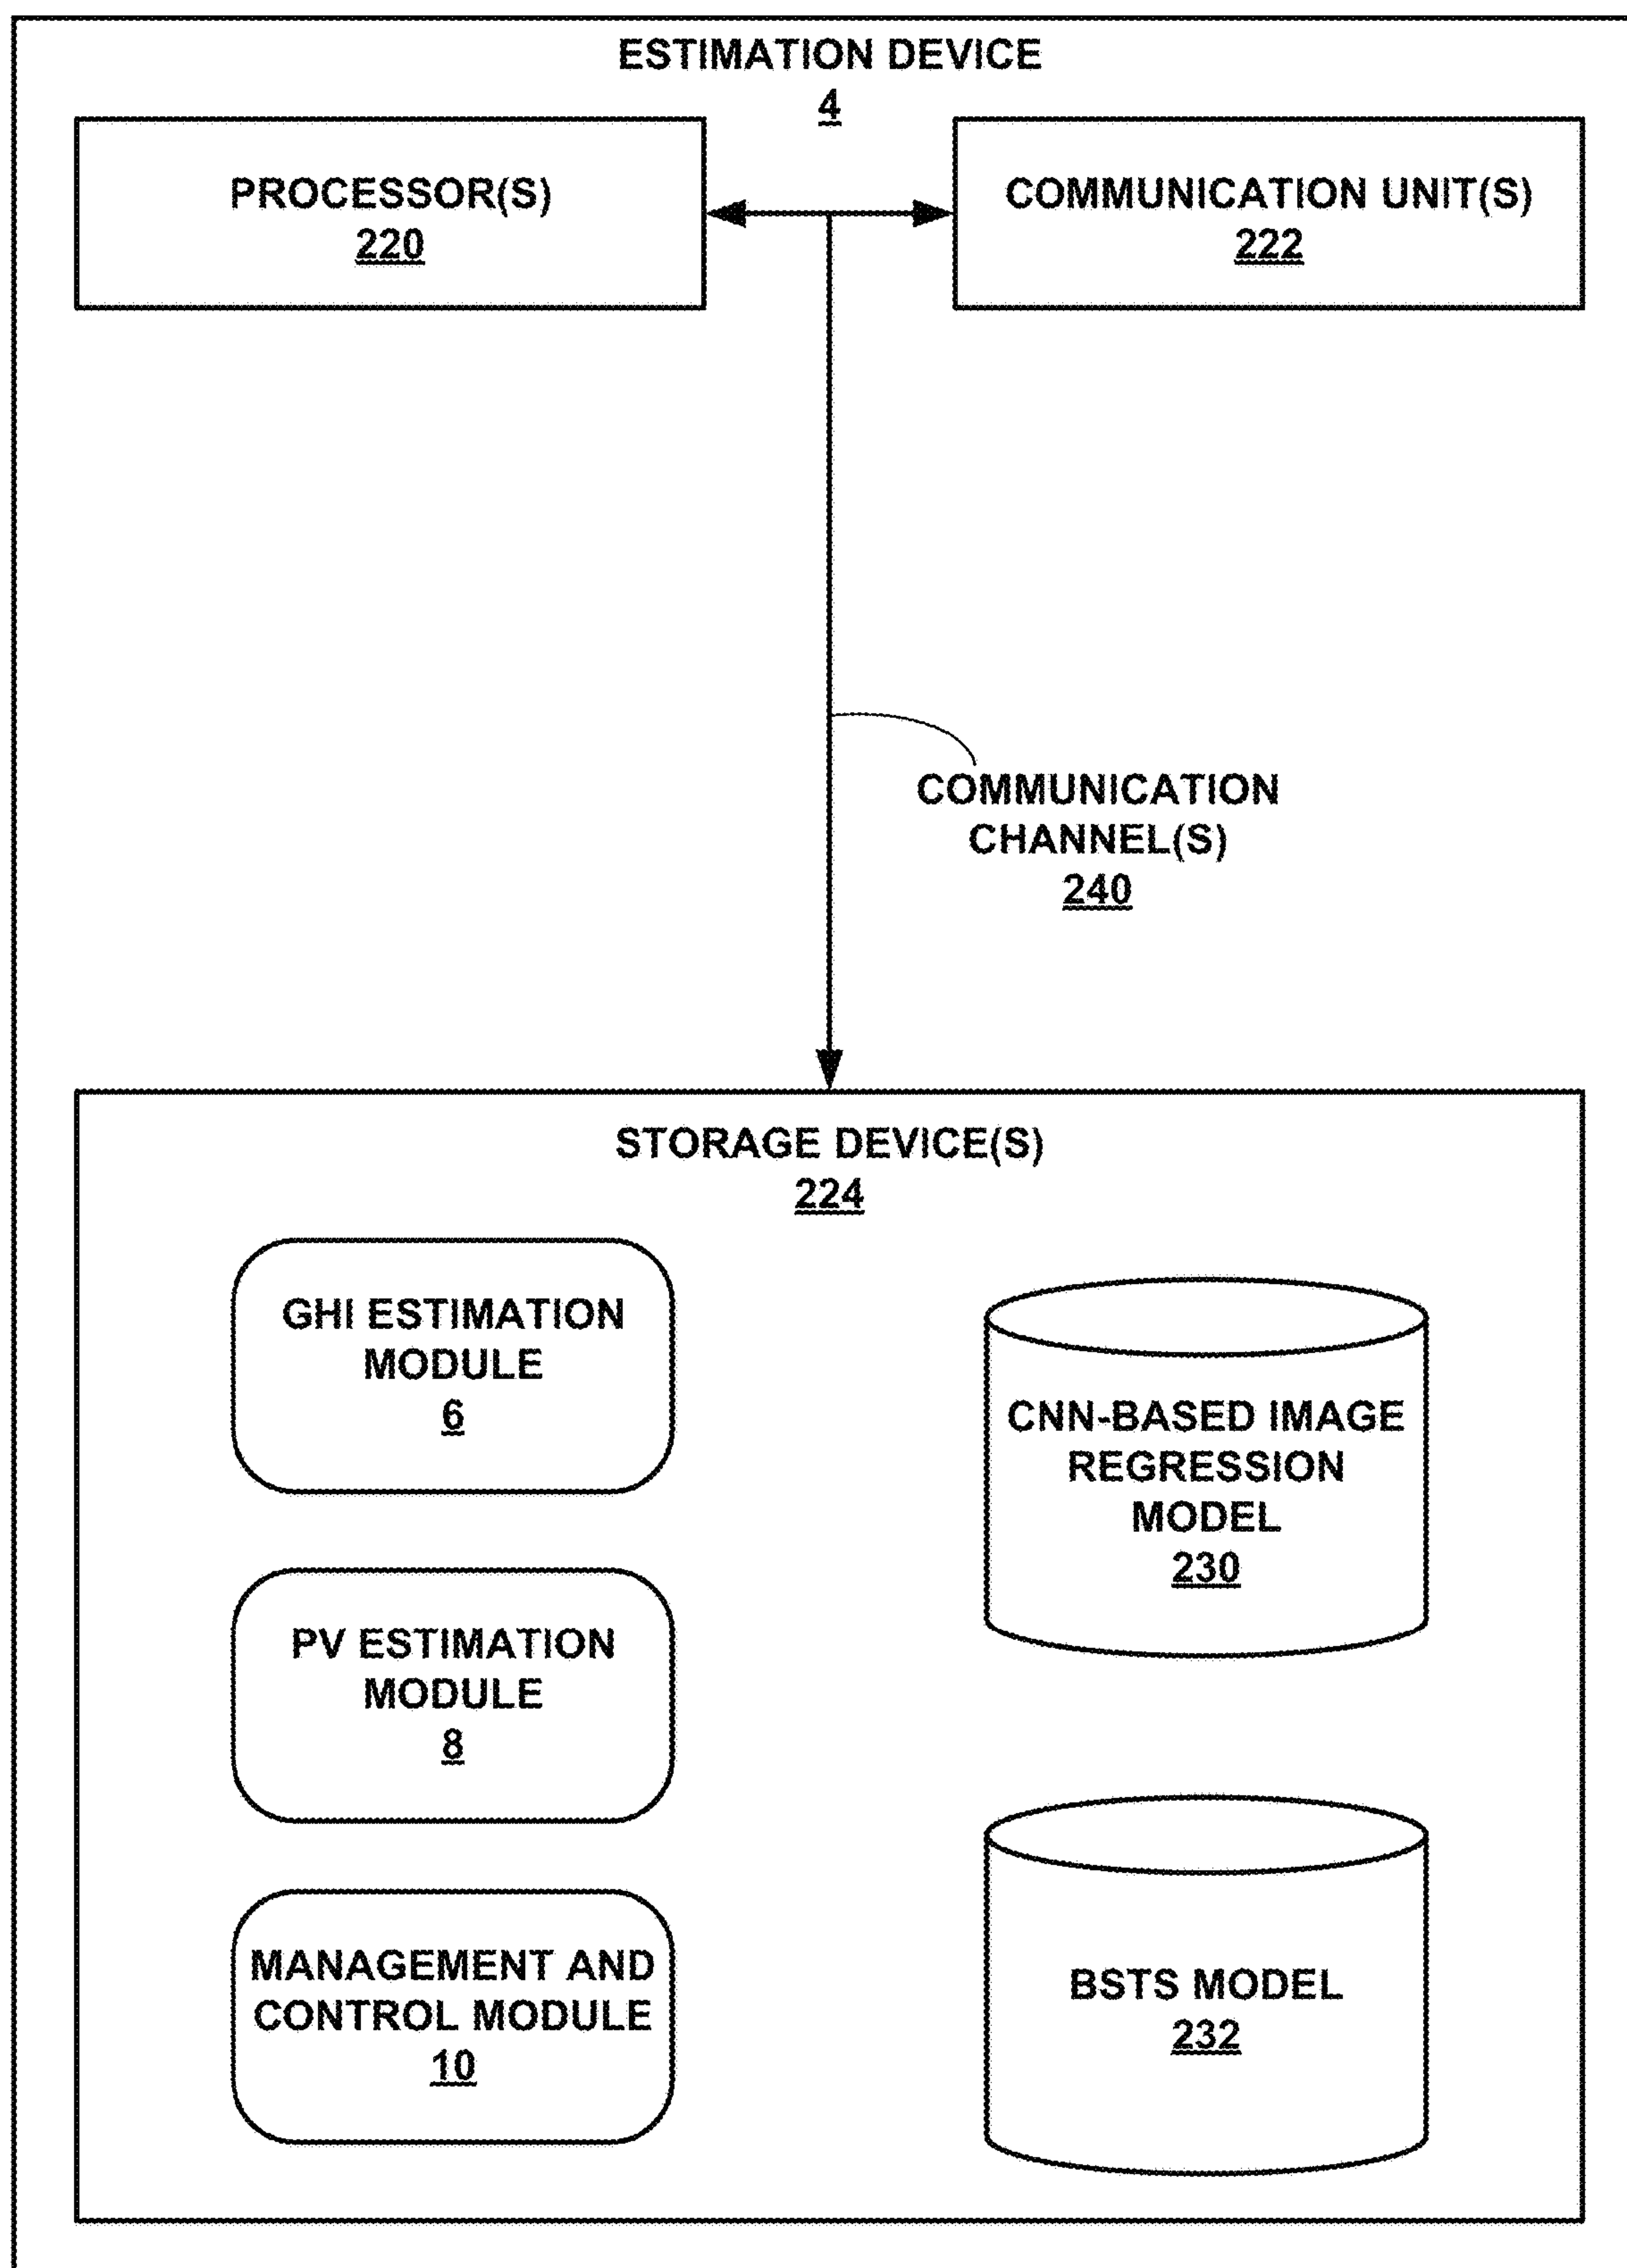 ESTIMATION DEVICE
4
PROCESSOR(S)
220
COMMUNICATION UNIT(S)
222
COMMUNICATION
CHANNEL(S)
240
STORAGE DEVICE(S)
224
GHI ESTIMATION
MODULE
6
CNN-BASED IMAGE
REGRESSION
MODEL
230
PV ESTIMATION
MODULE
8
MANAGEMENT AND
CONTROL MODULE
10
BSTS MODEL
232